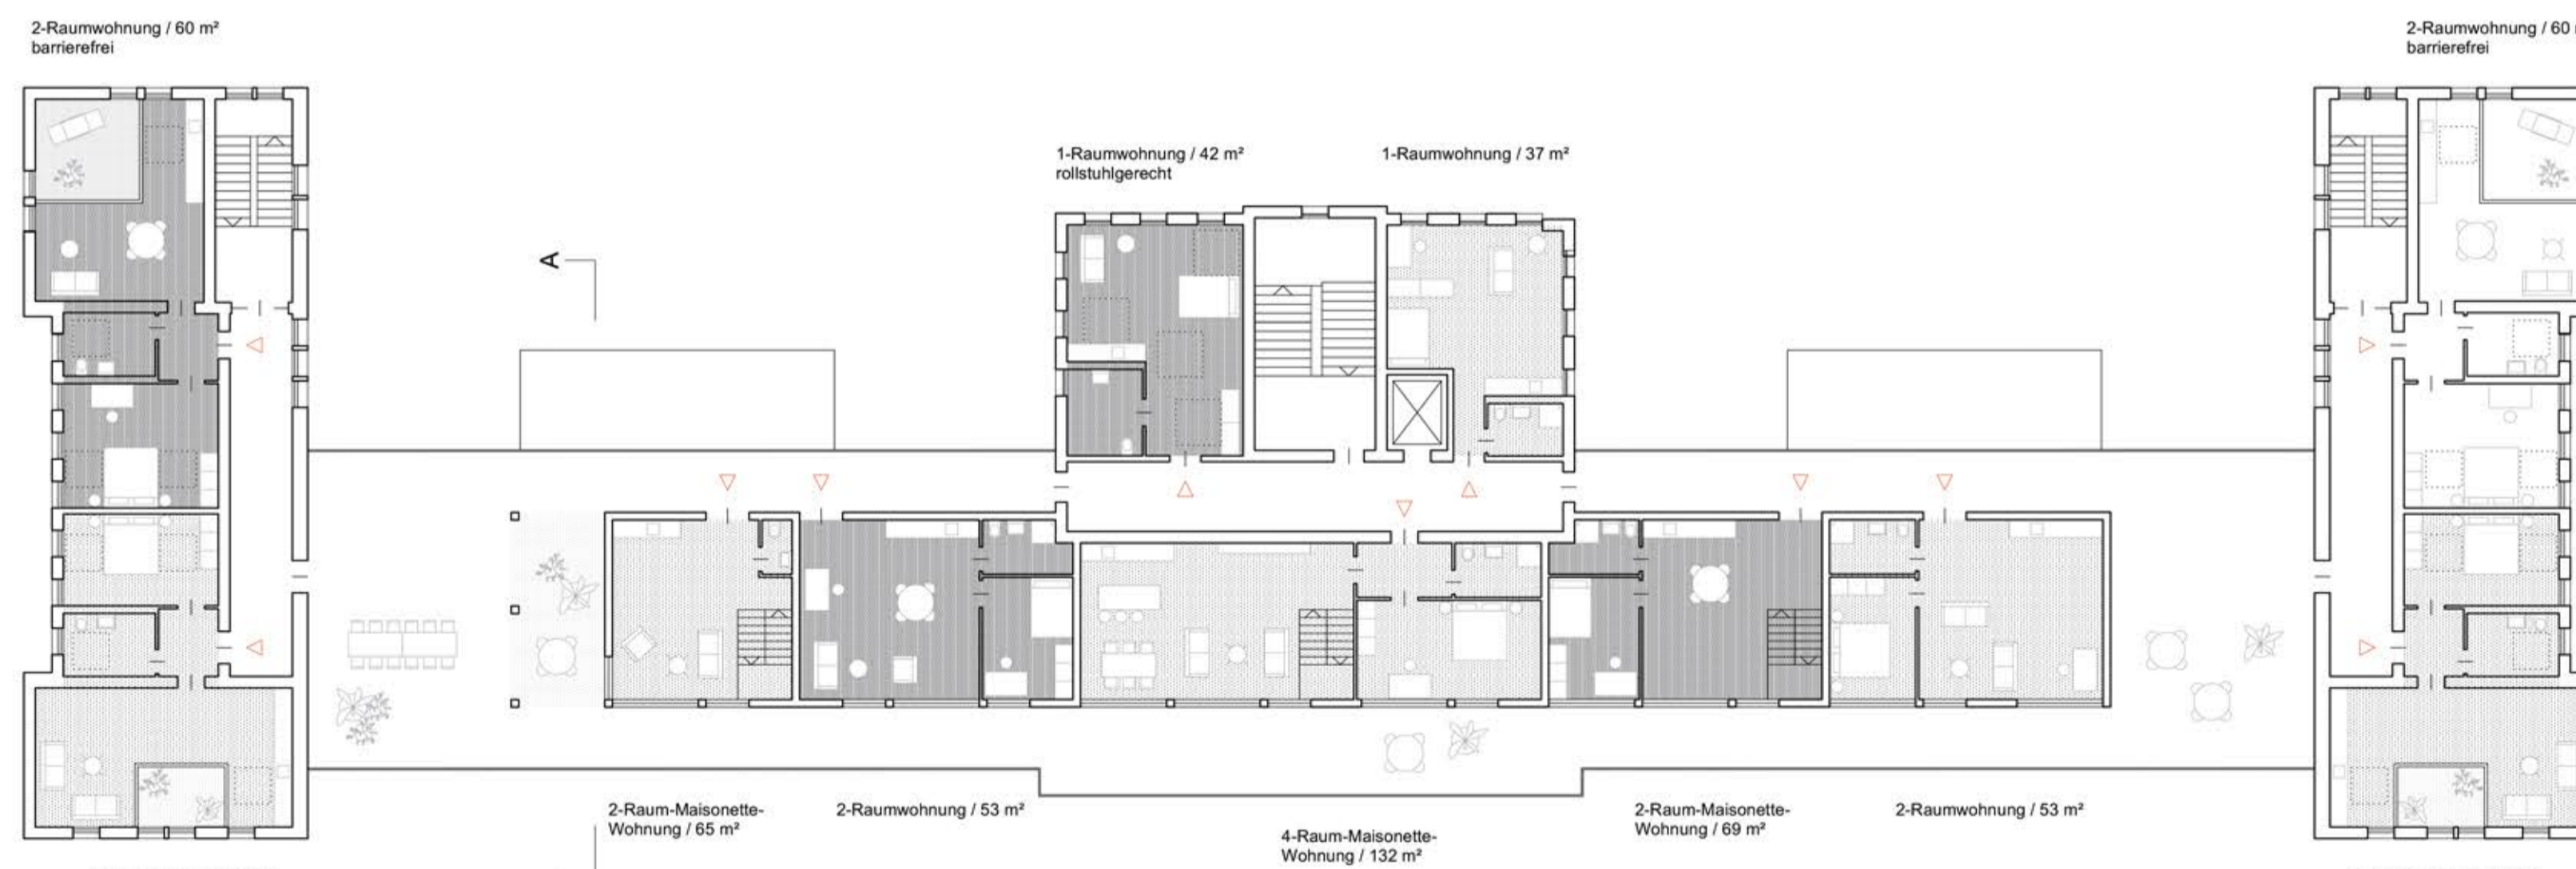 2-Raumwohnung / 60 m²
barrierefrei
2-Raumwohnung / 60
barrierefrei
1-Raumwohnung / 42 m²
rollstuhlgerecht
1-Raumwohnung / 37 m²
A
2-Raum-Maisonette-
Wohnung / 65 m²
2-Raumwohnung / 53 m²
4-Raum-Maisonette-
Wohnung / 132 m²
2-Raum-Maisonette-
Wohnung / 69 m²
2-Raumwohnung / 53 m²